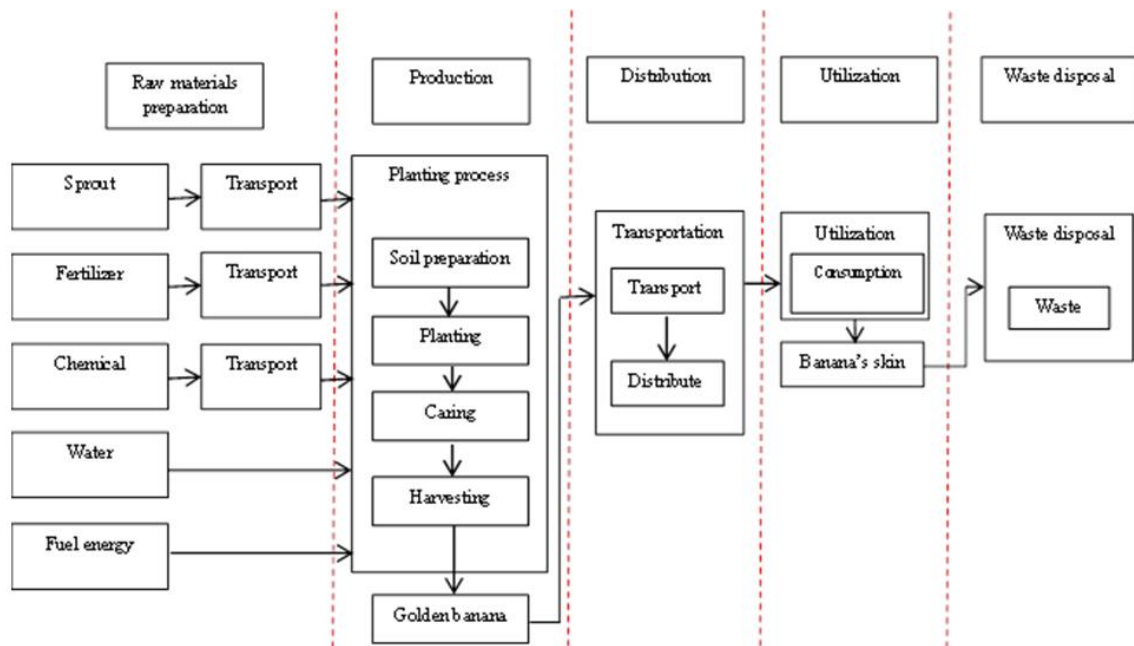 Raw materials
preparation
Production
Distribution
Utilization
Waste disposal
Sprout
Transport
Fertilizer
Transport
Chemical
Transport
Water
Fuel energy
Planting process
Soil preparation
Planting
Caring
Harvesting
Golden banana
Transportation
Transport
Distribute
Utilization
Consumption
Banana's skin
Waste disposal
Waste